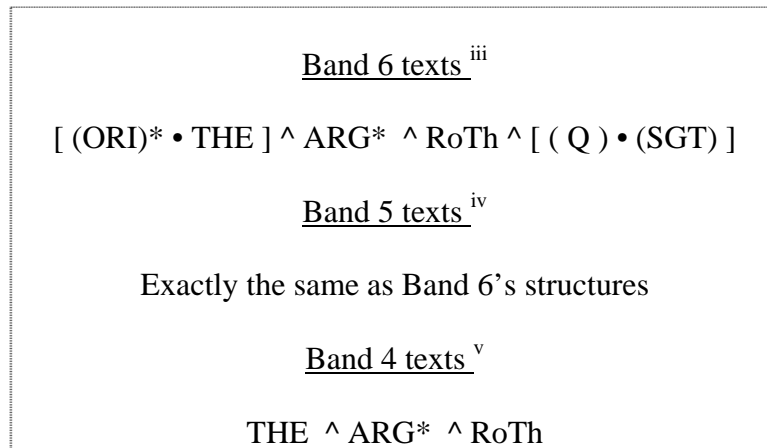 Band 6 texts iii
[ (ORI)* • THE ] ^ ARG* ^ RoTh ^ [ ( Q ) • (SGT) ]
Band 5 texts iv
Exactly the same as Band 6's structures
Band 4 texts v
THE ^ ARG* ^ RoTh